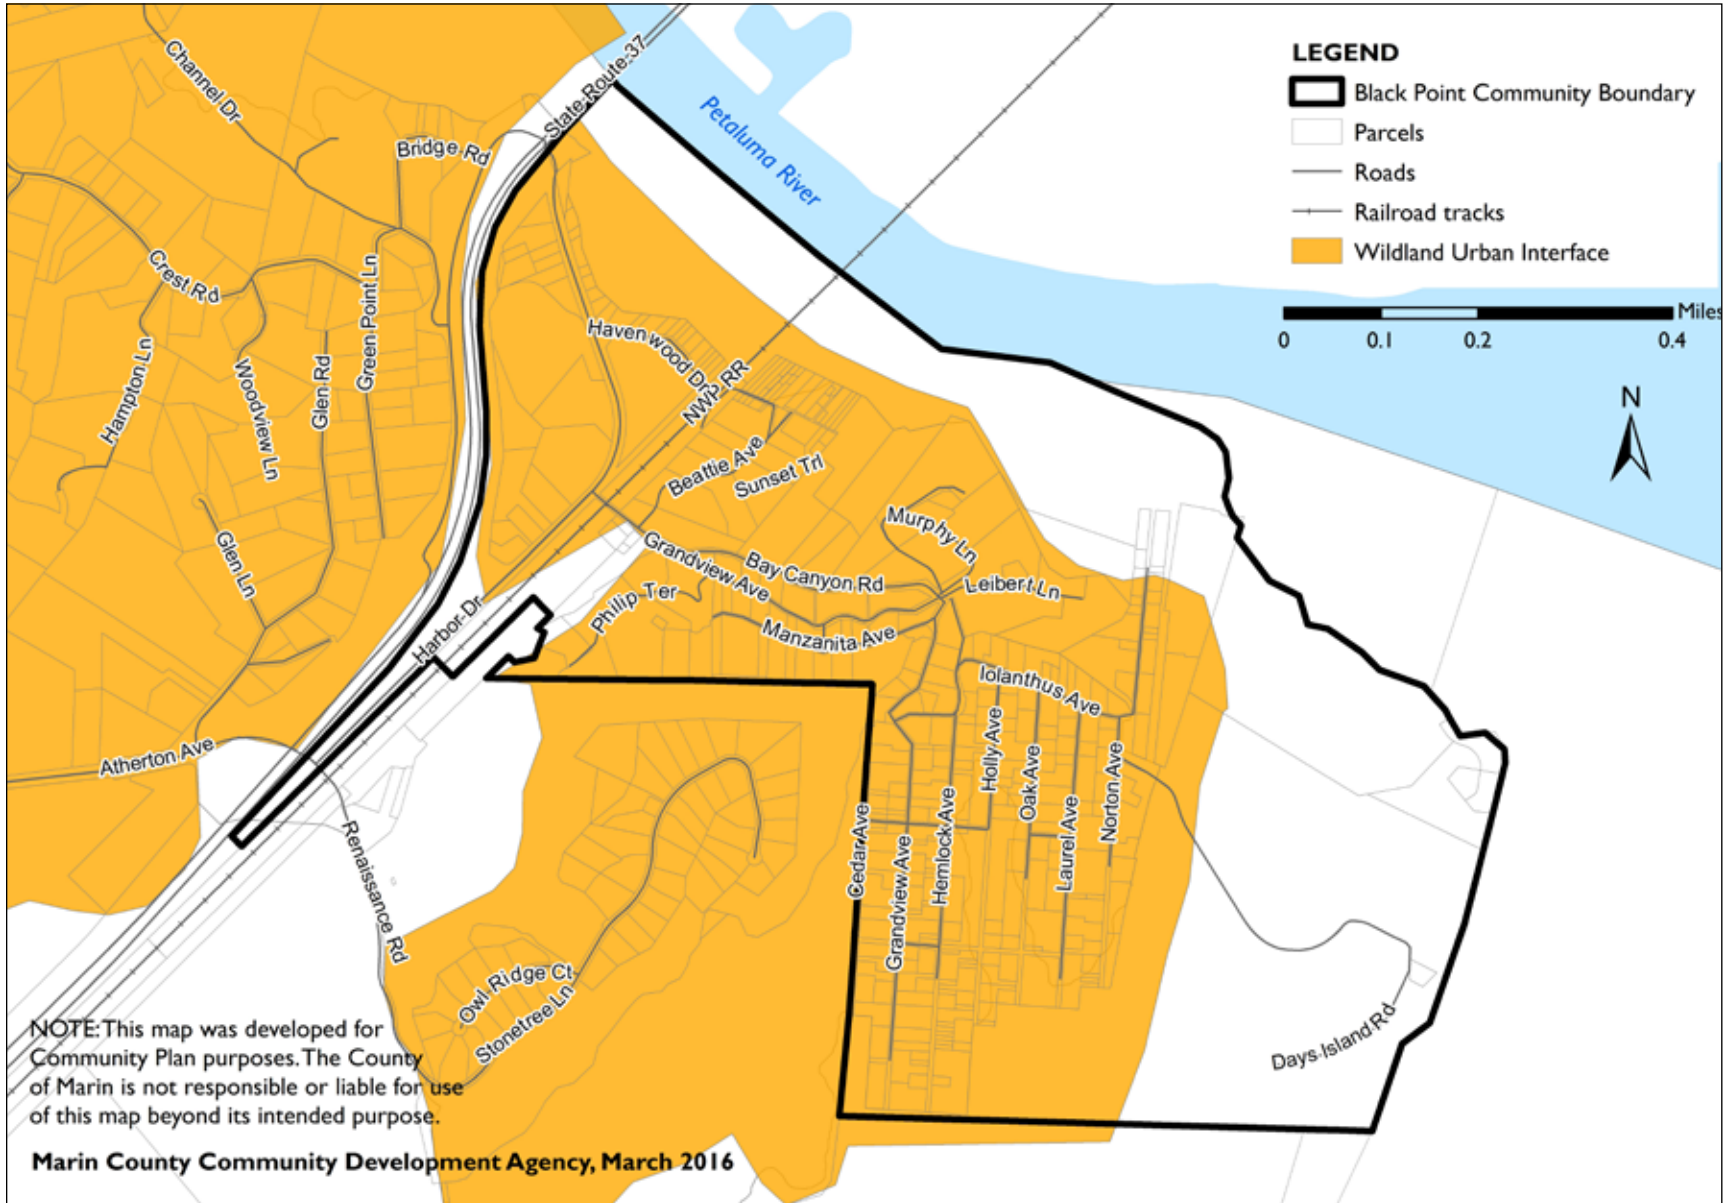 LEGEND
Black Point Community Boundary
Parcels
Roads
Railroad tracks
Wildland Urban Interface
Miles
0 0.1 0.2 0.4
N
State Route 37
Channel Dr
Bridge Rd
Petaluma River
Crest Rd
Green Point Ln
Hampton Ln
Woodview Ln
Glen Rd
Havenwood Dr
NWP RR
Beattie Ave
Sunset Trl
Glen Ln
Murphy Ln
Grandview Ave
Bay Canyon Rd
Leibert Ln
Philip Ter
Manzanita Ave
Harbor Dr
Iolanthus Ave
Atherton Ave
Holly Ave
Oak Ave
Norton Ave
Cedar Ave
Hemlock Ave
Laurel Ave
Grandview Ave
Renaissance Rd
Owl Ridge Ct
Stonetree Ln
Days Island Rd
NOTE: This map was developed for
Community Plan purposes. The County
of Marin is not responsible or liable for use
of this map beyond its intended purpose.
Marin County Community Development Agency, March 2016